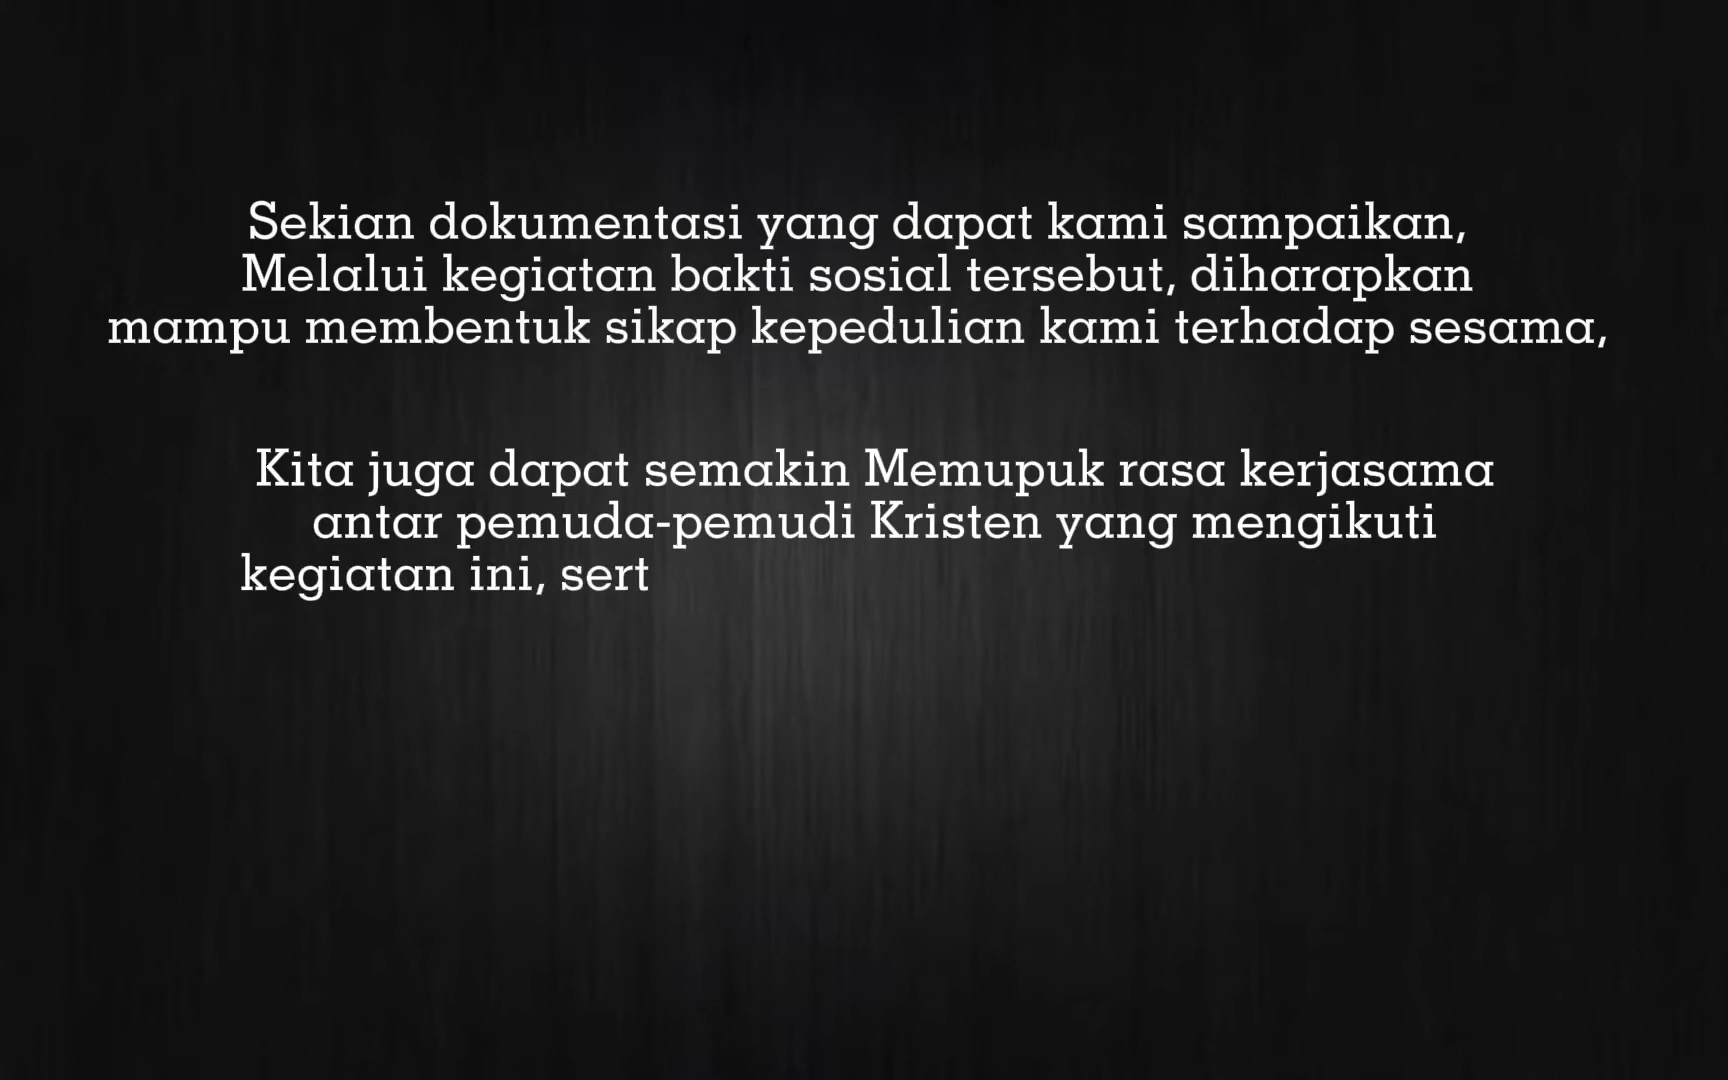 Sekian dokumentasi yang dapat kami sampaikan,
Melalui kegiatan bakti sosial tersebut, diharapkan
mampu membentuk sikap kepedulian kami terhadap sesama,
Kita juga dapat semakin Memupuk rasa kerjasama
antar pemuda-pemudi Kristen yang mengikuti
kegiatan ini, sert